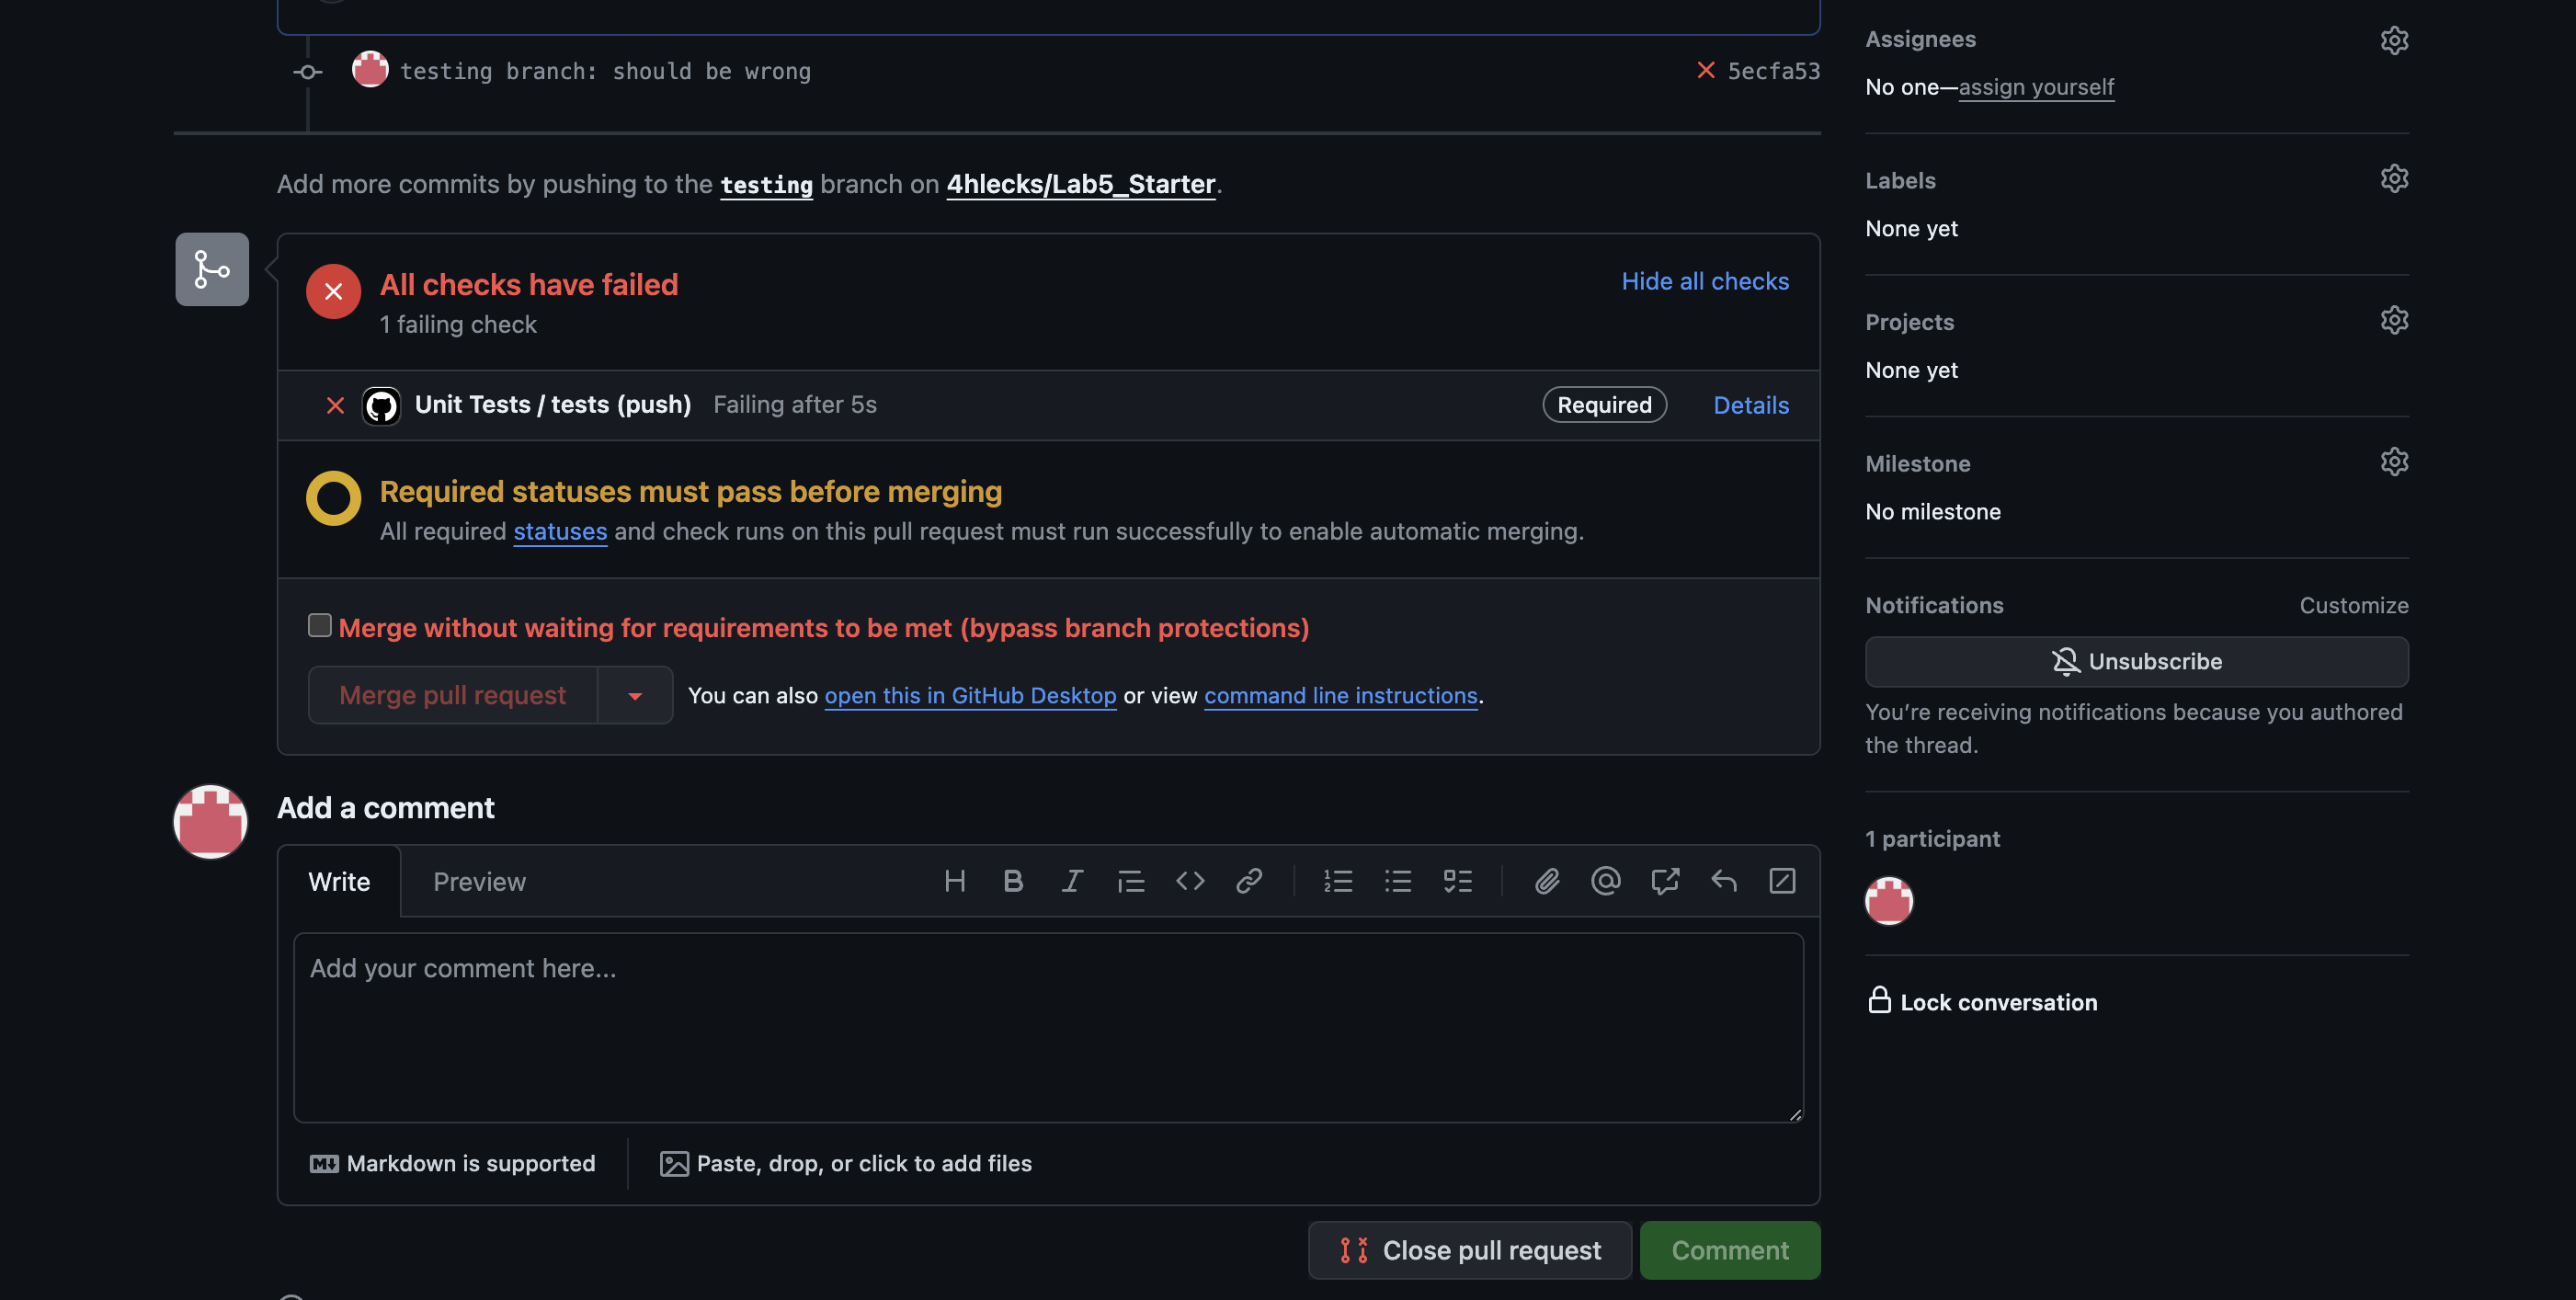 testing branch: should be wrong
5ecfa53
Add more commits by pushing to the testing branch on 4hlecks/Lab5_Starter.
All checks have failed
Hide all checks
1 failing check
Unit Tests / tests (push) Failing after 5s
Required
Details
Required statuses must pass before merging
All required statuses and check runs on this pull request must run successfully to enable automatic merging.
Merge without waiting for requirements to be met (bypass branch protections)
Merge pull request
You can also open this in GitHub Desktop or view command line instructions.
Add a comment
Write
Preview
Add your comment here...
Markdown is supported
Paste, drop, or click to add files
Close pull request
Comment
Assignees
No one—assign yourself
Labels
None yet
Projects
None yet
Milestone
No milestone
Notifications
Customize
Unsubscribe
You’re receiving notifications because you authored
the thread.
1 participant
Lock conversation